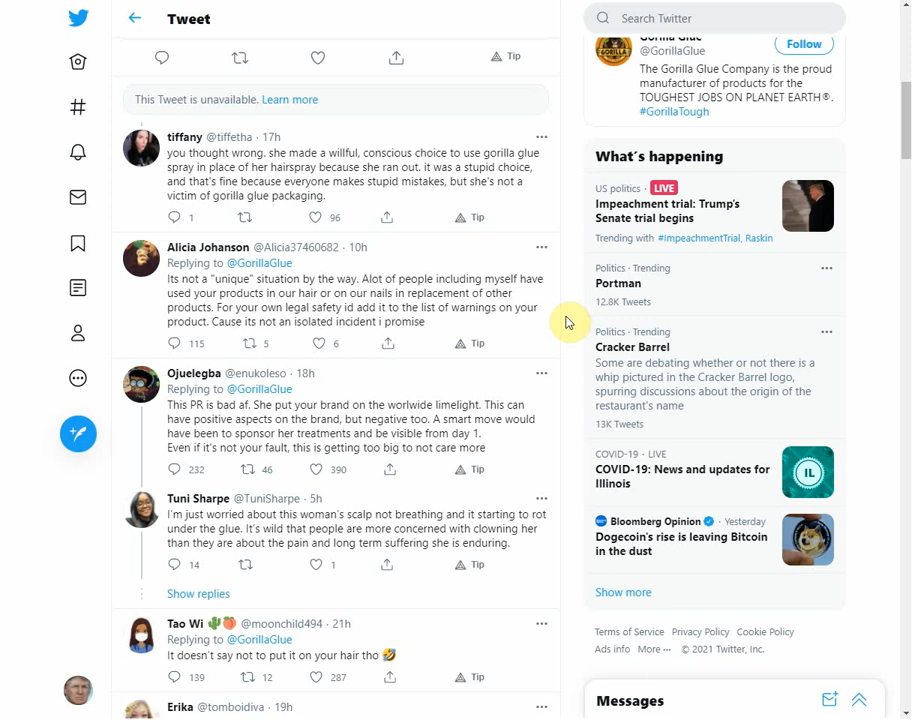 Tweet
Tip
This Tweet is unavailable. Learn more
tiffany @tiffetha · 17h
you thought wrong. she made a willful, conscious choice to use gorilla glue
spray in place of her hairspray because she ran out. it was a stupid choice,
and that's fine because everyone makes stupid mistakes, but she's not a
victim of gorilla glue packaging.
1 96 Tip
Alicia Johanson @Alicia37460682 · 10h
Replying to @GorillaGlue
Its not a "unique" situation by the way. Alot of people including myself have
used your products in our hair or on our nails in replacement of other
products. For your own legal safety id add it to the list of warnings on your
product. Cause its not an isolated incident i promise
115 5 6 Tip
Ojuelegba @enukoleso · 18h
Replying to @GorillaGlue
This PR is bad af. She put your brand on the worlwide limelight. This can
have positive aspects on the brand, but negative too. A smart move would
have been to sponsor her treatments and be visible from day 1.
Even if it's not your fault, this is getting too big to not care more
232 46 390 Tip
Tuni Sharpe @TuniSharpe · 5h
I'm just worried about this woman's scalp not breathing and it starting to rot
under the glue. It's wild that people are more concerned with clowning her
than they are about the pain and long term suffering she is enduring.
14 1 Tip
Show replies
Tao Wi 🌵🍑 @moonchild494 · 21h
Replying to @GorillaGlue
It doesn't say not to put it on your hair tho 🤣
139 12 287 Tip
Erika @tomboidiva · 19h
Search Twitter
Gorilla Glue
@GorillaGlue
Follow
The Gorilla Glue Company is the proud
manufacturer of products for the
TOUGHEST JOBS ON PLANET EARTH®.
#GorillaTough
What's happening
US politics · LIVE
Impeachment trial: Trump's
Senate trial begins
Trending with #ImpeachmentTrial, Raskin
Politics · Trending
Portman
12.8K Tweets
Politics · Trending
Cracker Barrel
Some are debating whether or not there is a
whip pictured in the Cracker Barrel logo,
spurring discussions about the origin of the
restaurant's name
13K Tweets
COVID-19 · LIVE
COVID-19: News and updates for
Illinois
IL
Bloomberg Opinion · Yesterday
Dogecoin's rise is leaving Bitcoin
in the dust
Show more
Terms of Service Privacy Policy Cookie Policy
Ads info More ··· © 2021 Twitter, Inc.
Messages